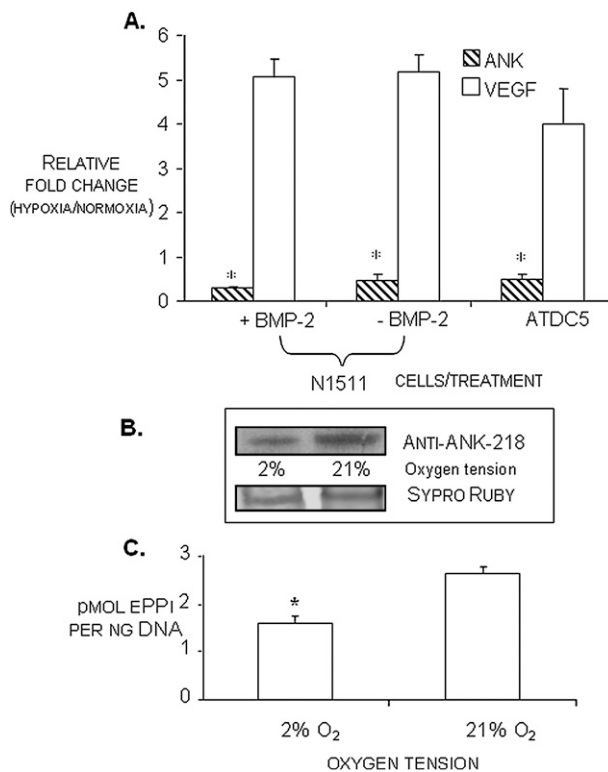 A.
ANK
VEGF
6
5
4
3
2
1
0
RELATIVE
FOLD CHANGE
(HYPOXIA/NORMOXIA)
*
*
*
+ BMP-2
- BMP-2
ATDC5
N1511
CELLS/TREATMENT
B.
ANTI-ANK-218
2%
21%
Oxygen tension
SYPRO RUBY
C.
3
2
1
0
PMOL EPPI
PER NG DNA
*
2% O₂
21% O₂
OXYGEN TENSION